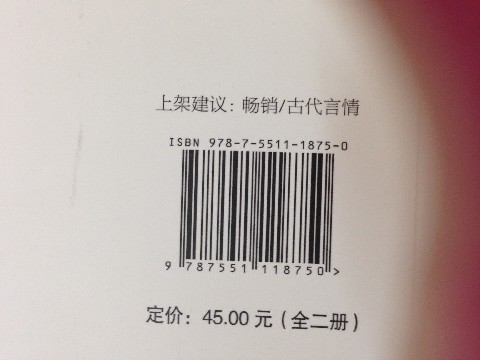 上架建议：畅销/古代言情
ISBN 978-7-5511-1875-0
9 787551 118750 >
定价：45.00 元（全二册）